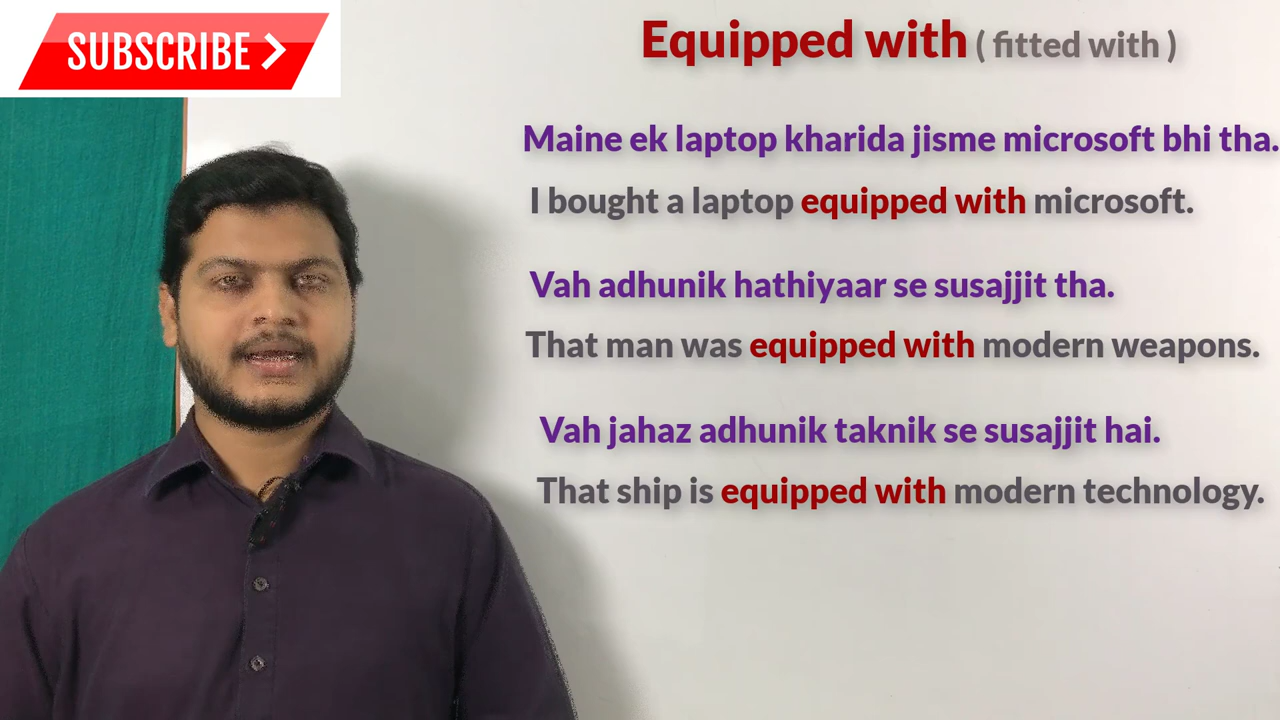 SUBSCRIBE
Equipped with ( fitted with )
Maine ek laptop kharida jisme microsoft bhi tha.
I bought a laptop equipped with microsoft.
Vah adhunik hathiyaar se susajjit tha.
That man was equipped with modern weapons.
Vah jahaz adhunik taknik se susajjit hai.
That ship is equipped with modern technology.